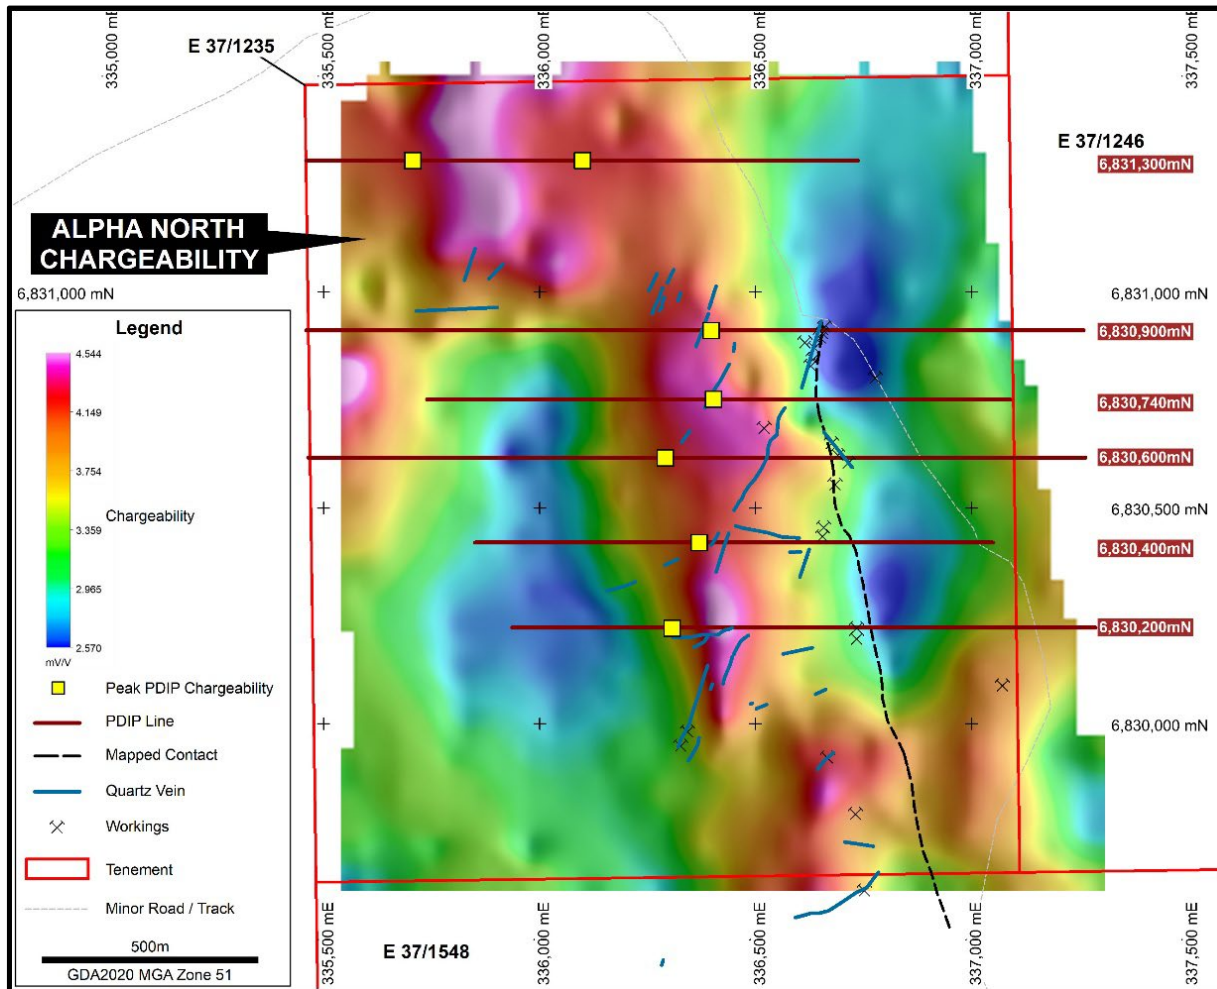 335,000 mE
335,500 mE
336,000 mE
336,500 mE
337,000 mE
337,500 mE
E 37/1235
E 37/1246
6,831,300mN
ALPHA NORTH
CHARGEABILITY
6,831,000 mN
6,831,000 mN
6,830,900mN
6,830,740mN
6,830,600mN
6,830,500 mN
6,830,400mN
6,830,200mN
6,830,000 mN
Legend
4.544
4.149
3.754
3.359
2.965
2.570
mV/V
Chargeability
Peak PDIP Chargeability
PDIP Line
Mapped Contact
Quartz Vein
Workings
Tenement
Minor Road / Track
500m
GDA2020 MGA Zone 51
E 37/1548
335,500 mE
336,000 mE
336,500 mE
337,000 mE
337,500 mE